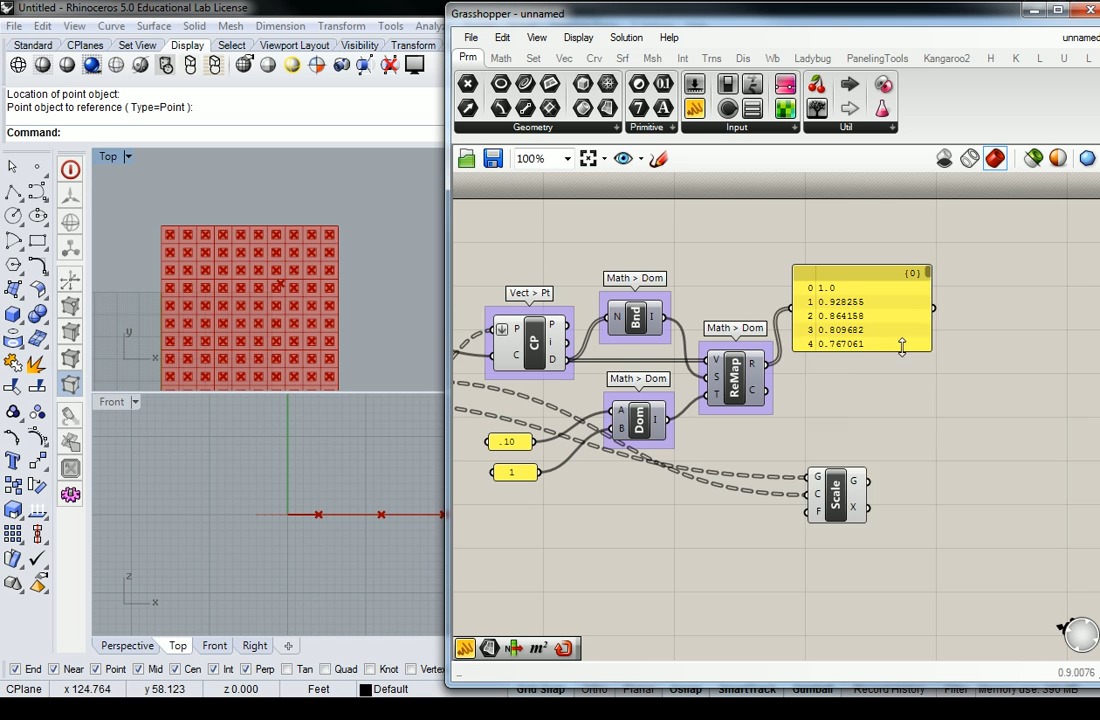 Untitled - Rhinoceros 5.0 Educational Lab License
File Edit View Curve Surface Solid Mesh Dimension Transform Tools Analy
Standard CPlanes Set View Display Select Viewport Layout Visibility Transform
Location of point object:
Point object to reference ( Type=Point ):
Command:
Top
y
x
Front
z
x
Perspective Top Front Right
End Near Point Mid Cen Int Perp Tan Quad Knot Vertex
CPlane x 124.764 y 58.123 z 0.000 Feet Default Grid Snap Ortho Planar Osnap SmartTrack Gumball Record History Filter Memory use: 390 MB
Grasshopper - unnamed
File Edit View Display Solution Help unnamed
Prm Math Set Vec Crv Srf Msh Int Trns Dis Wb Ladybug PanelingTools Kangaroo2 H K L U L
Geometry Primitive Input Util
100%
Vect > Pt
P
C
CP
P
i
D
Math > Dom
N
Bnd
I
Math > Dom
A
B
Dom
I
.10
1
Math > Dom
V
S
T
ReMap
R
C
{0}
0 1.0
1 0.928255
2 0.864158
3 0.809682
4 0.767061
G
C
F
Scale
G
X
m²
...
0.9.0076